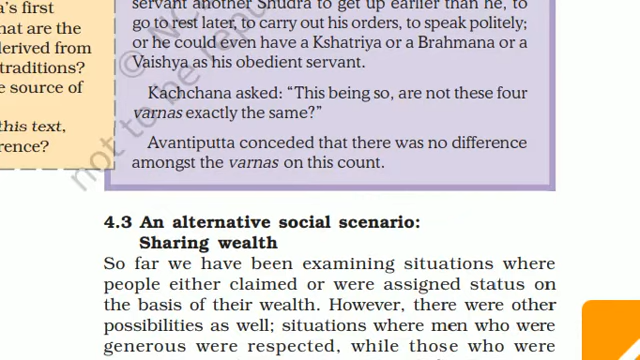 's first
hat are the
derived from
traditions?
e source of
this text,
rence?
servant another Shudra to get up earlier than he, to
go to rest later, to carry out his orders, to speak politely;
or he could even have a Kshatriya or a Brahmana or a
Vaishya as his obedient servant.
Kachchana asked: “This being so, are not these four
varnas exactly the same?”
Avantiputta conceded that there was no difference
amongst the varnas on this count.
not to be rep
© NC
4.3 An alternative social scenario:
Sharing wealth
So far we have been examining situations where
people either claimed or were assigned status on
the basis of their wealth. However, there were other
possibilities as well; situations where men who were
generous were respected, while those who were